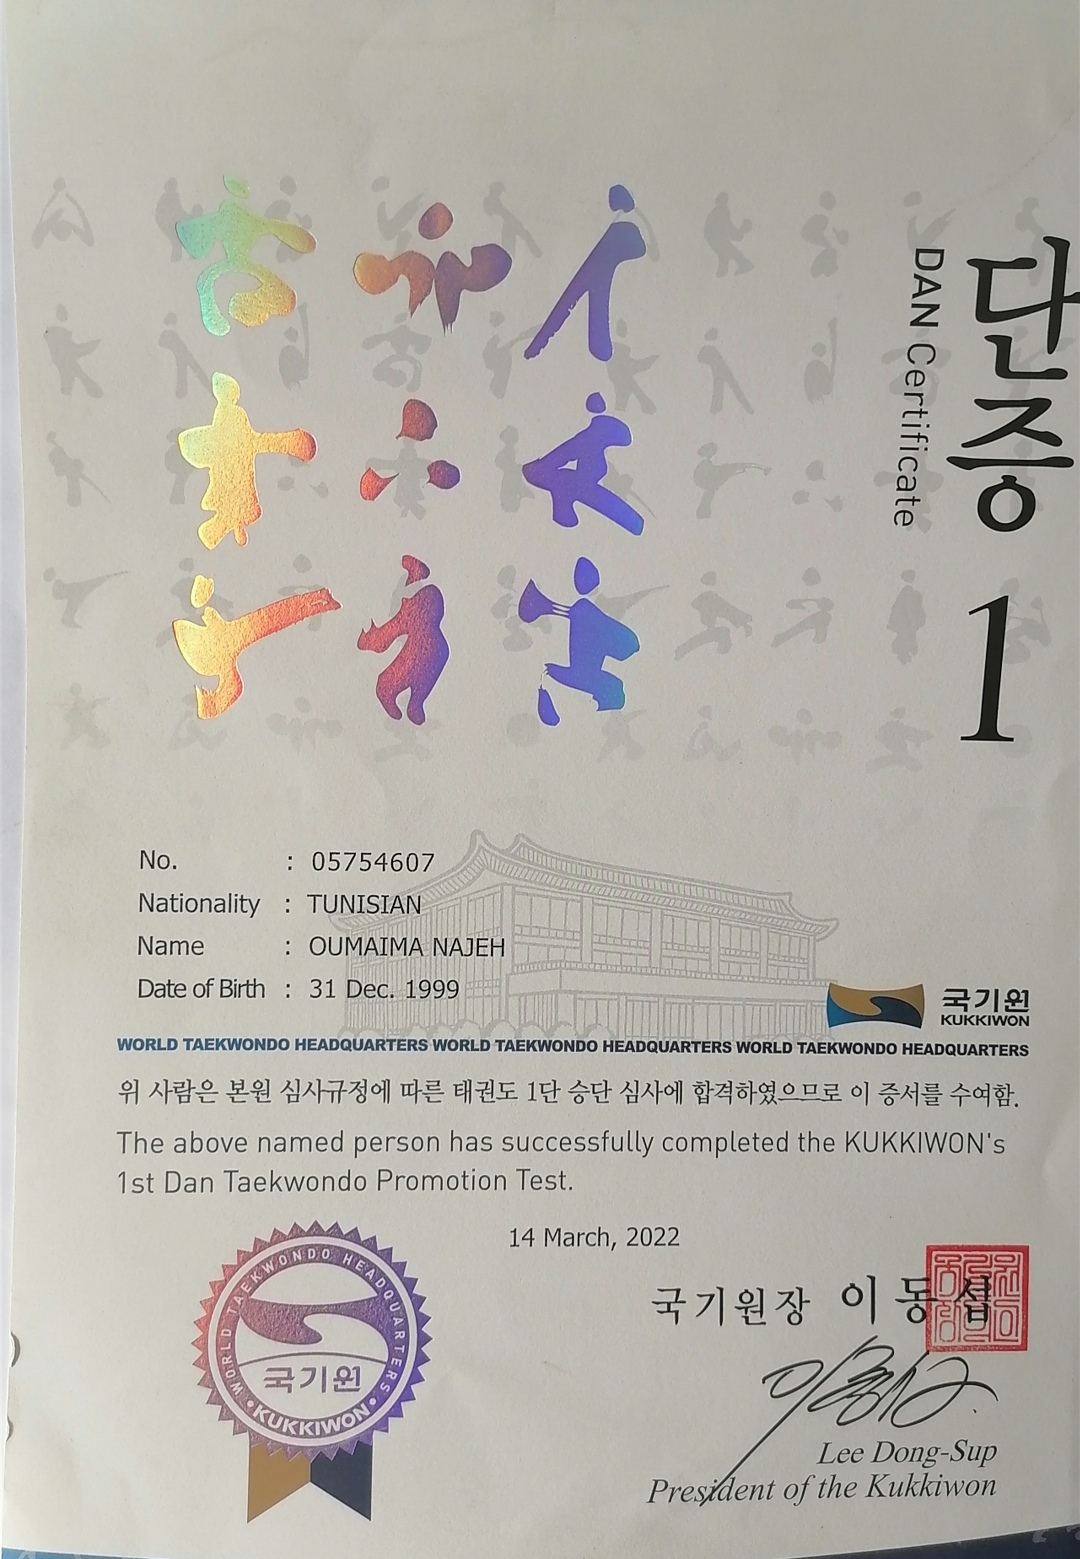 단증 1
DAN Certificate
No. : 05754607
Nationality : TUNISIAN
Name : OUMAIMA NAJEH
Date of Birth : 31 Dec. 1999
국기원
KUKKIWON
WORLD TAEKWONDO HEADQUARTERS WORLD TAEKWONDO HEADQUARTERS WORLD TAEKWONDO HEADQUARTERS
위 사람은 본원 심사규정에 따른 태권도 1단 승단 심사에 합격하였으므로 이 증서를 수여함.
The above named person has successfully completed the KUKKIWON's
1st Dan Taekwondo Promotion Test.
14 March, 2022
국기원장 이동섭
Lee Dong-Sup
President of the Kukkiwon
WORLD TAEKWONDO HEADQUARTERS
국기원
KUKKIWON